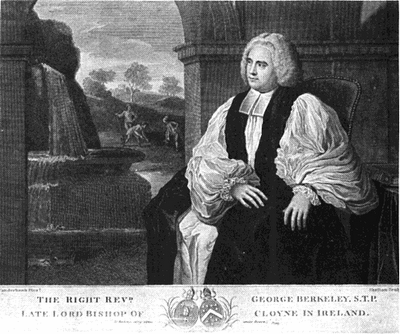 THE RIGHT REVD. GEORGE BERKELEY, S.T.P.
LATE LORD BISHOP OF CLOYNE IN IRELAND.